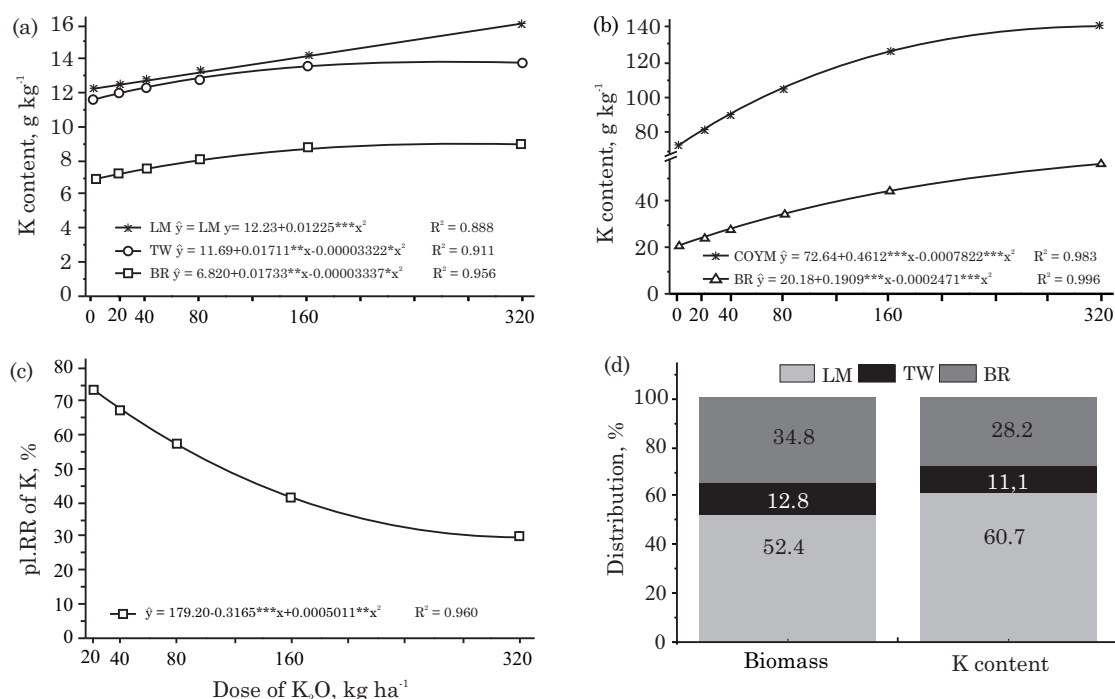 (a)
K content, g kg⁻¹
16
14
12
10
8
6
4
2
0
LM ŷ = LM y= 12.23+0.01225***x² R² = 0.888
TW ŷ = 11.69+0.01711**x-0.00003322*x² R² = 0.911
BR ŷ = 6.820+0.01733**x-0.00003337*x² R² = 0.956
0 20 40 80 160 320
(b)
K content, g kg⁻¹
140
120
100
80
40
20
0
COYM ŷ = 72.64+0.4612***x-0.0007822***x² R² = 0.983
BR ŷ = 20.18+0.1909***x-0.0002471***x² R² = 0.996
0 20 40 80 160 320
(c)
pl.RR of K, %
80
70
60
50
40
30
20
10
0
ŷ = 179.20-0.3165***x+0.0005011**x² R² = 0.960
20 40 80 160 320
Dose of K₂O, kg ha⁻¹
(d)
LM TW BR
Distribution, %
100
80
60
40
20
0
34.8
12.8
52.4
28.2
11,1
60.7
Biomass K content